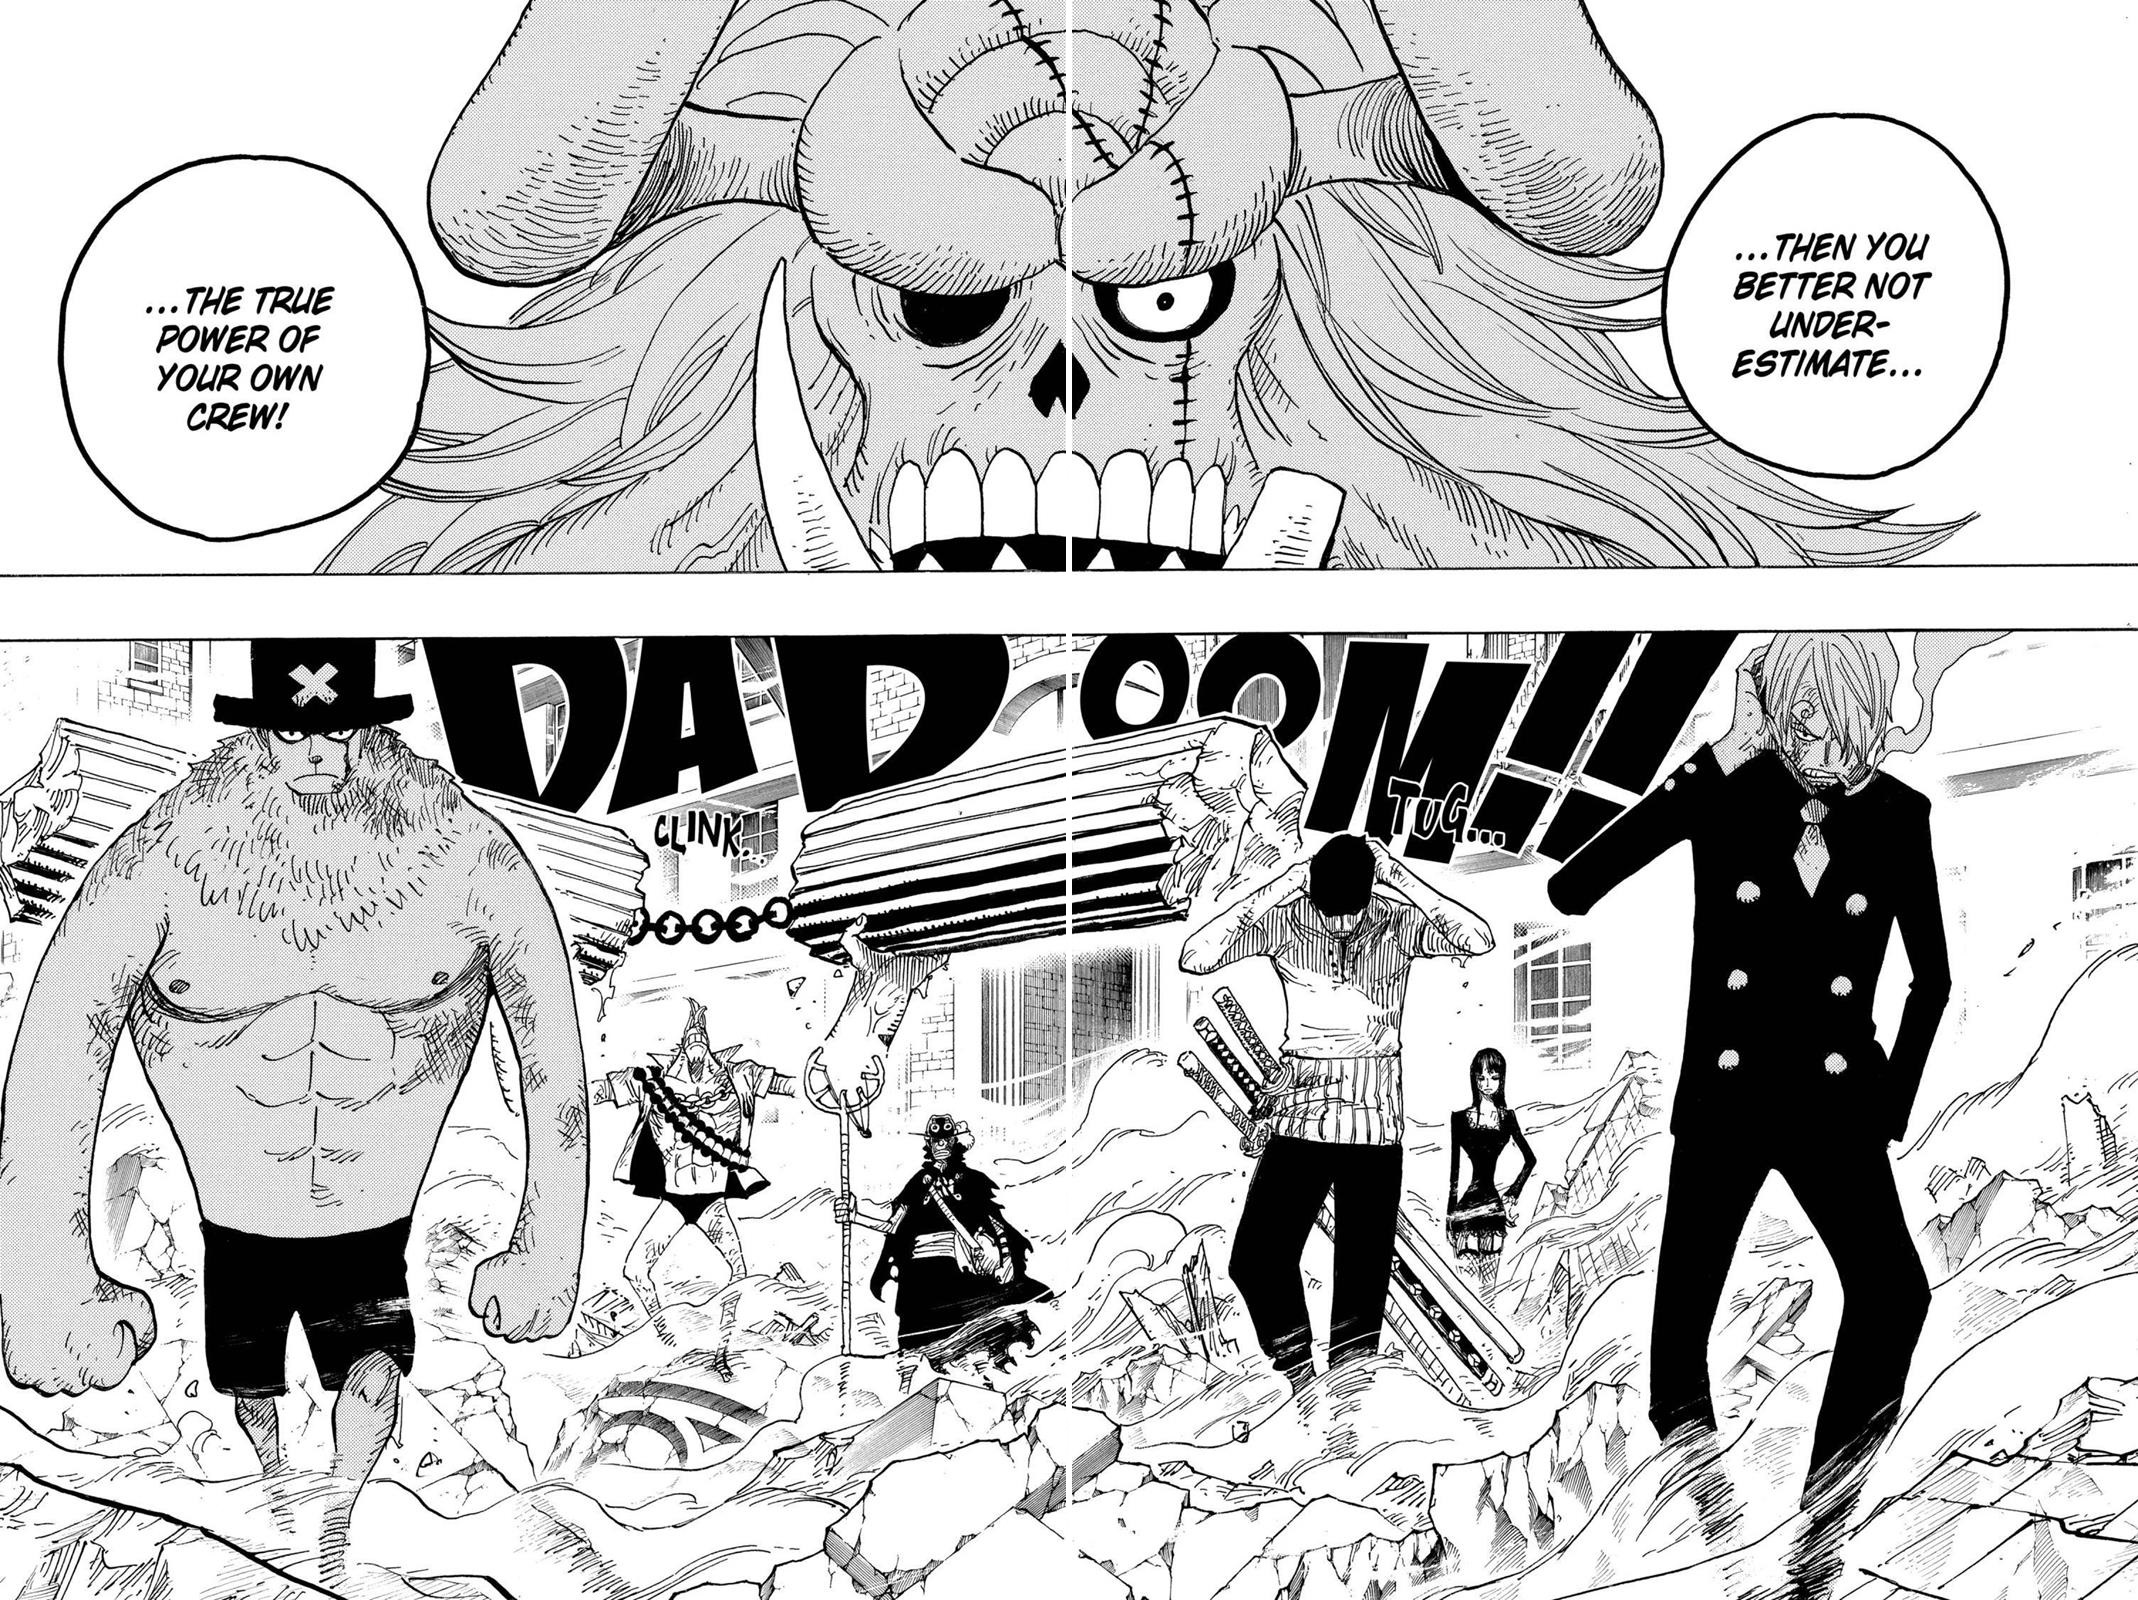 ...THEN YOU
BETTER NOT
UNDER-
ESTIMATE...
...THE TRUE
POWER OF
YOUR OWN
CREW!
DADOOM!!
TUG...
CLINK...